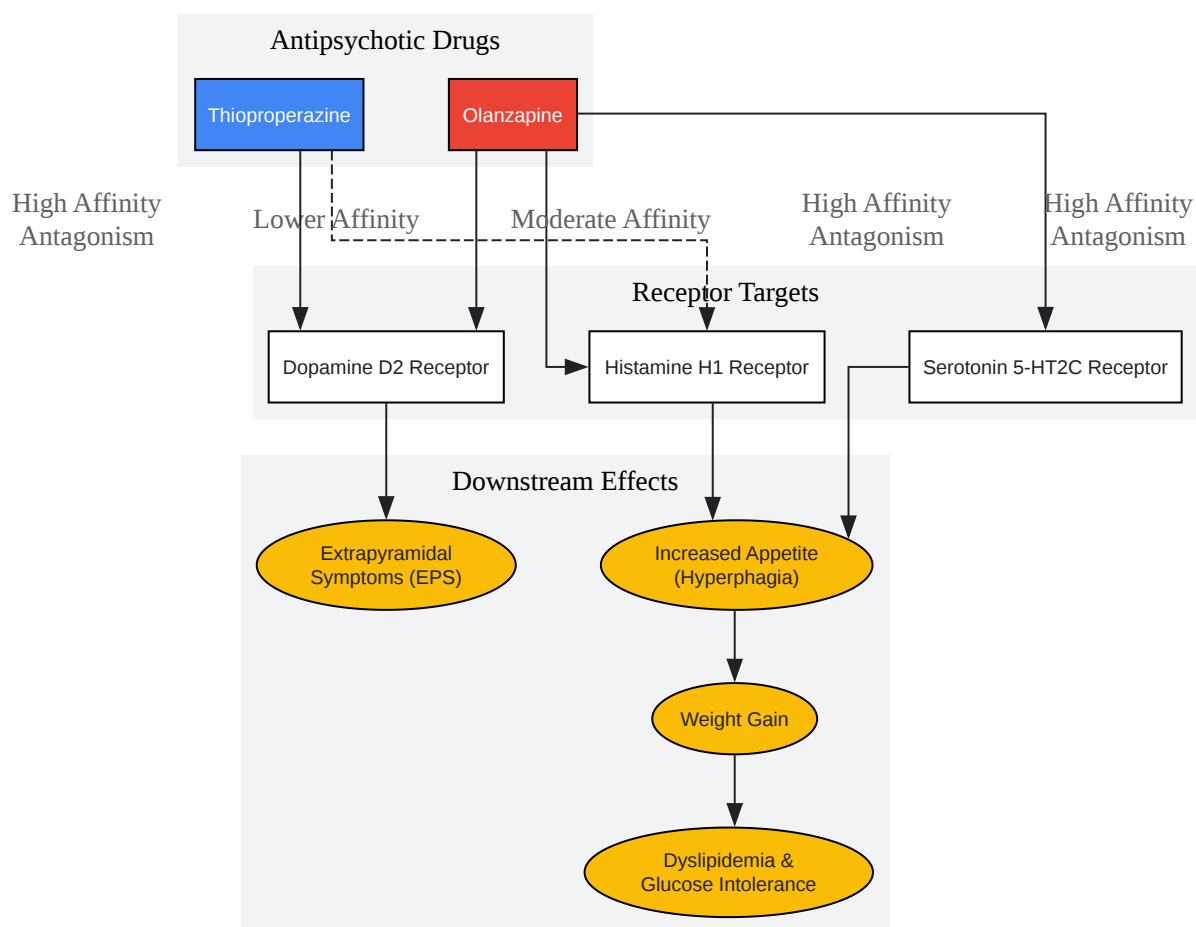 Antipsychotic Drugs
Thioproperazine
Olanzapine
High Affinity
Antagonism
Lower Affinity
Moderate Affinity
High Affinity
Antagonism
High Affinity
Antagonism
Receptor Targets
Dopamine D2 Receptor
Histamine H1 Receptor
Serotonin 5-HT2C Receptor
Downstream Effects
Extrapyramidal
Symptoms (EPS)
Increased Appetite
(Hyperphagia)
Weight Gain
Dyslipidemia &
Glucose Intolerance